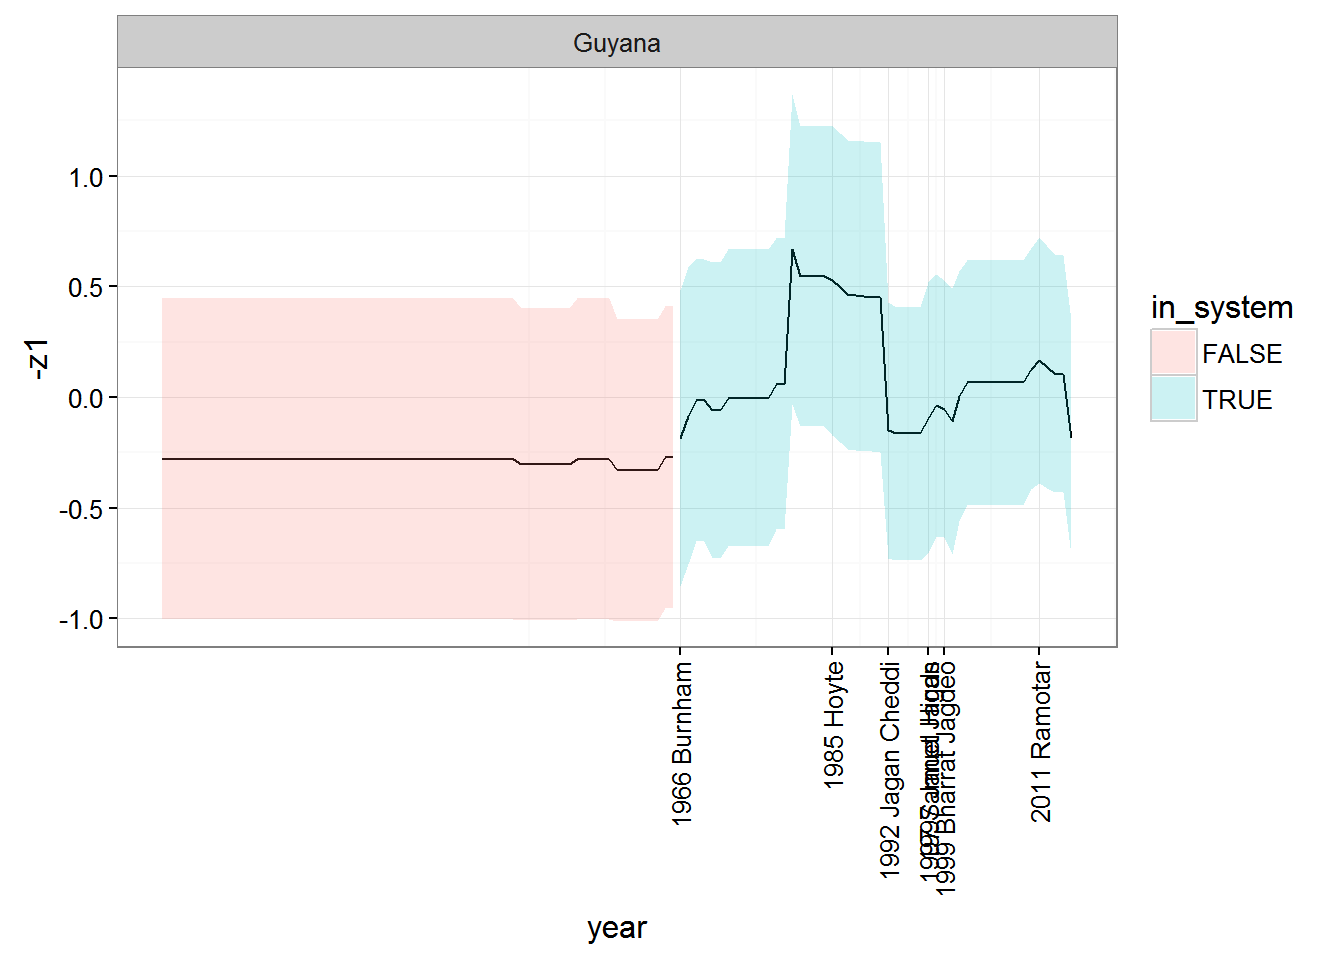 Guyana
-z1
1.0
0.5
0.0
-0.5
-1.0
in_system
FALSE
TRUE
1966 Burnham
1985 Hoyte
1992 Jagan Cheddi
1997
1999 Bharrat Jagdeo
2011 Ramotar
year